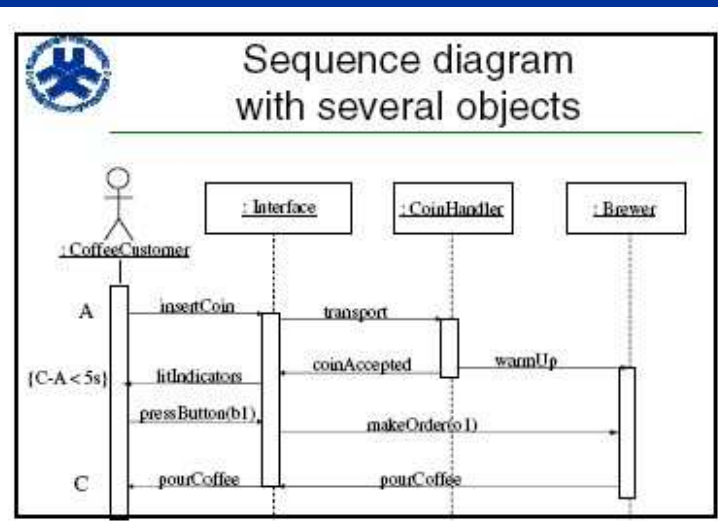 Sequence diagram
with several objects
: Interface
: CoinHandler
: Brewer
: CoffeeCustomer
A
insertCoin
transport
coinAccepted
warmUp
{C-A < 5s}
litIndicators
pressButton(b1)
makeOrder(o1)
C
pourCoffee
pourCoffee